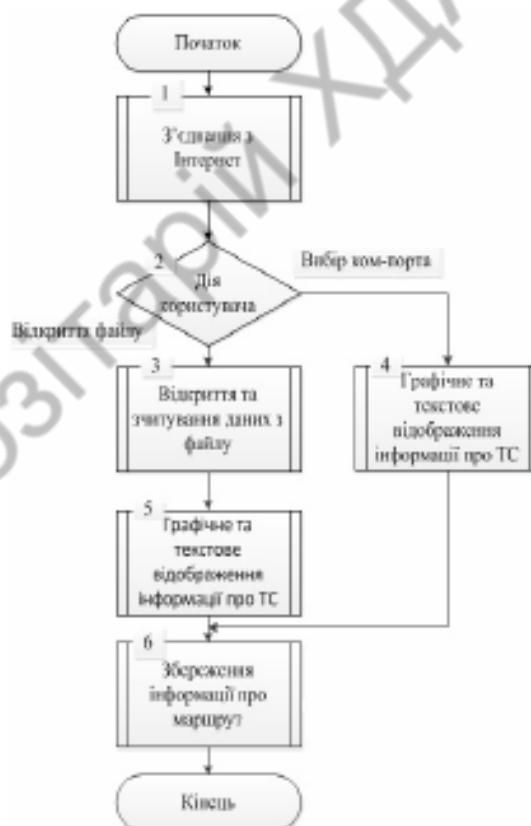 Початок
1
З'єднання з
Інтернет
2
Дія
користувача
Вибір ком-порта
Відкриття файлу
3
Відкриття та
зчитування даних з
файлу
4
Графічне та
текстове
відображення
інформації про ТС
5
Графічне та
текстове
відображення
інформації про ТС
6
Збереження
інформації про
маршрут
Кінець
озітарій ХДА